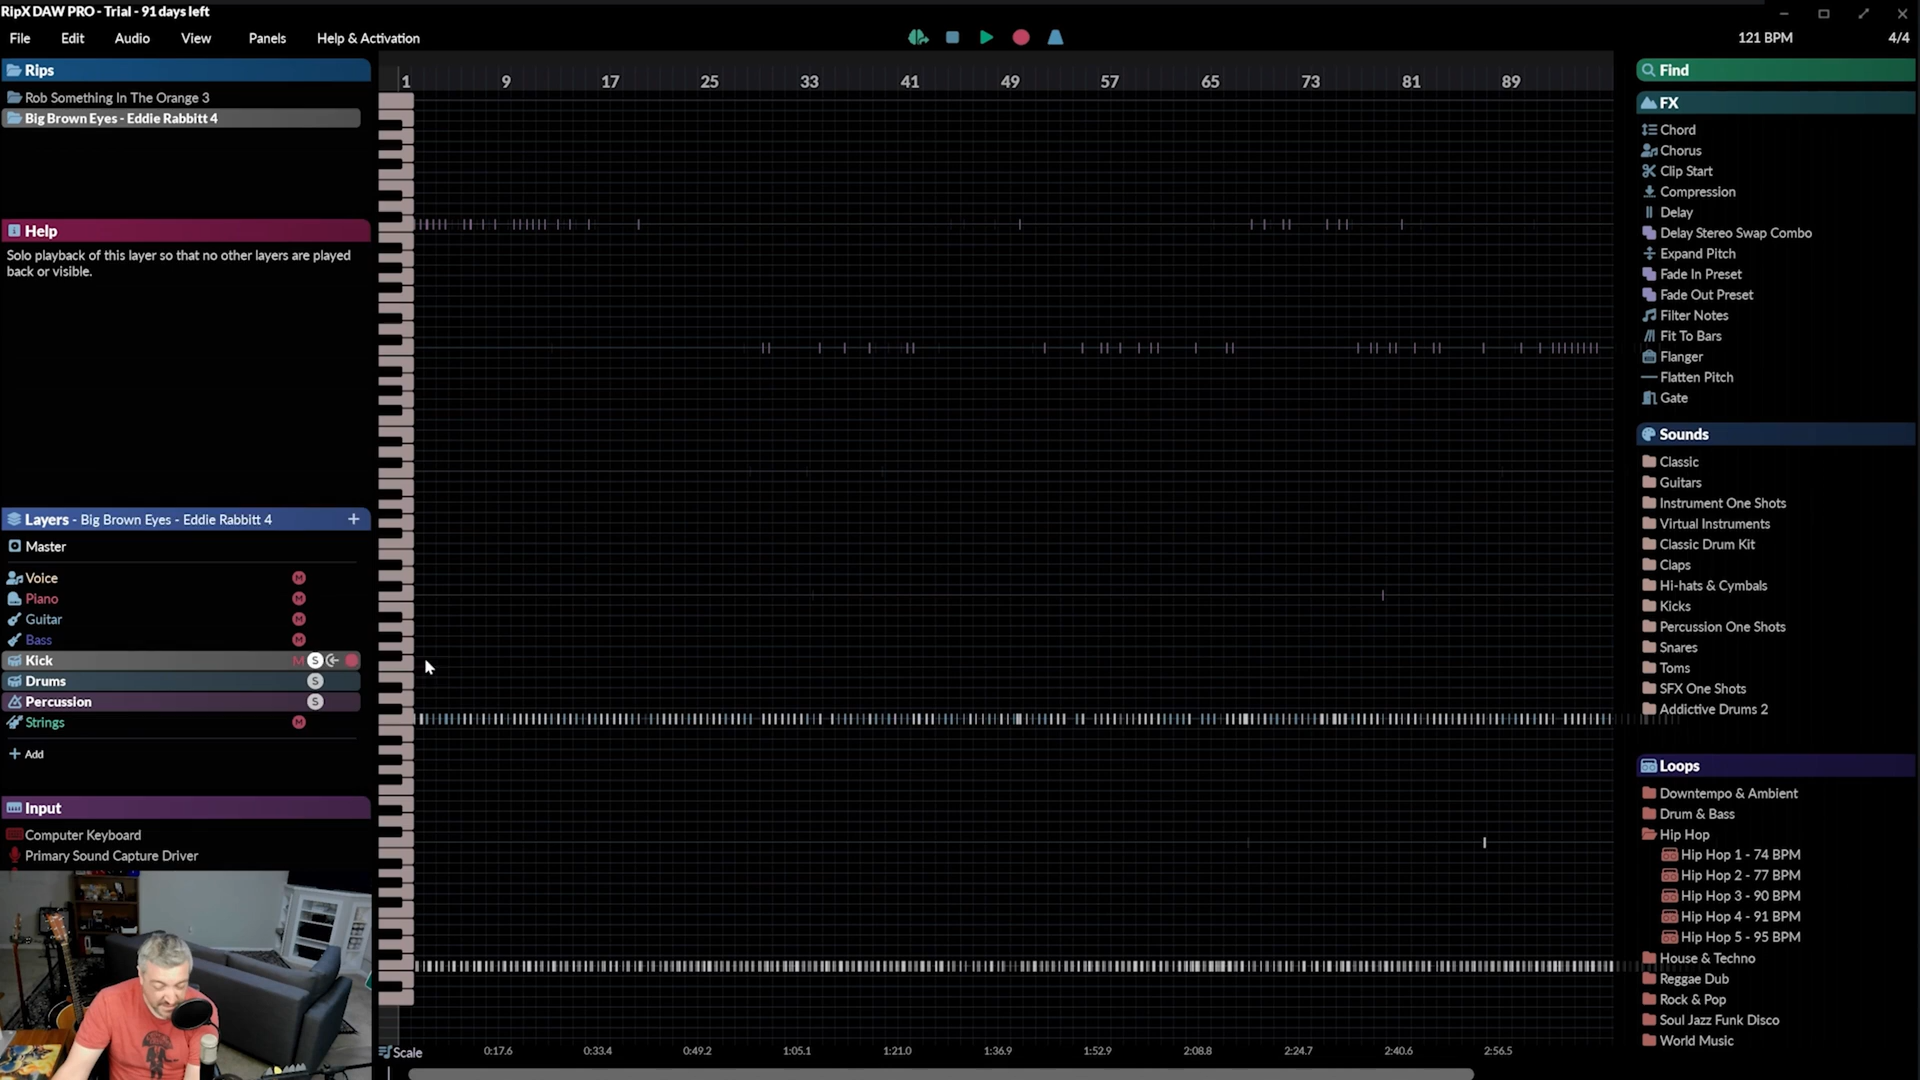 RipX DAW PRO - Trial - 91 days left
File Edit Audio View Panels Help & Activation
121 BPM 4/4
Rips
Rob Something In The Orange 3
Big Brown Eyes - Eddie Rabbitt 4
Help
Solo playback of this layer so that no other layers are played
back or visible.
Layers - Big Brown Eyes - Eddie Rabbitt 4 +
Master
Voice M
Piano M
Guitar M
Bass M
Kick M S
Drums S
Percussion S
Strings M
+ Add
Input
Computer Keyboard
Primary Sound Capture Driver
1 9 17 25 33 41 49 57 65 73 81 89
Scale 0:17.6 0:33.4 0:49.2 1:05.1 1:21.0 1:36.9 1:52.9 2:08.8 2:24.7 2:40.6 2:56.5
Find
FX
Chord
Chorus
Clip Start
Compression
Delay
Delay Stereo Swap Combo
Expand Pitch
Fade In Preset
Fade Out Preset
Filter Notes
Fit To Bars
Flanger
Flatten Pitch
Gate
Sounds
Classic
Guitars
Instrument One Shots
Virtual Instruments
Classic Drum Kit
Claps
Hi-hats & Cymbals
Kicks
Percussion One Shots
Snares
Toms
SFX One Shots
Addictive Drums 2
Loops
Downtempo & Ambient
Drum & Bass
Hip Hop
Hip Hop 1 - 74 BPM
Hip Hop 2 - 77 BPM
Hip Hop 3 - 90 BPM
Hip Hop 4 - 91 BPM
Hip Hop 5 - 95 BPM
House & Techno
Reggae Dub
Rock & Pop
Soul Jazz Funk Disco
World Music